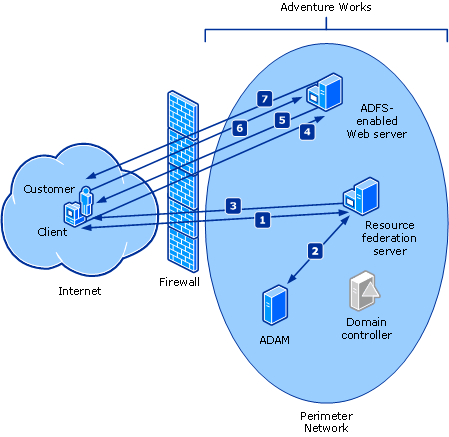 Adventure Works
7
6
5
4
ADFS-
enabled
Web server
Customer
Client
3
1
Resource
federation
server
2
Internet
Firewall
ADAM
Domain
controller
Perimeter
Network